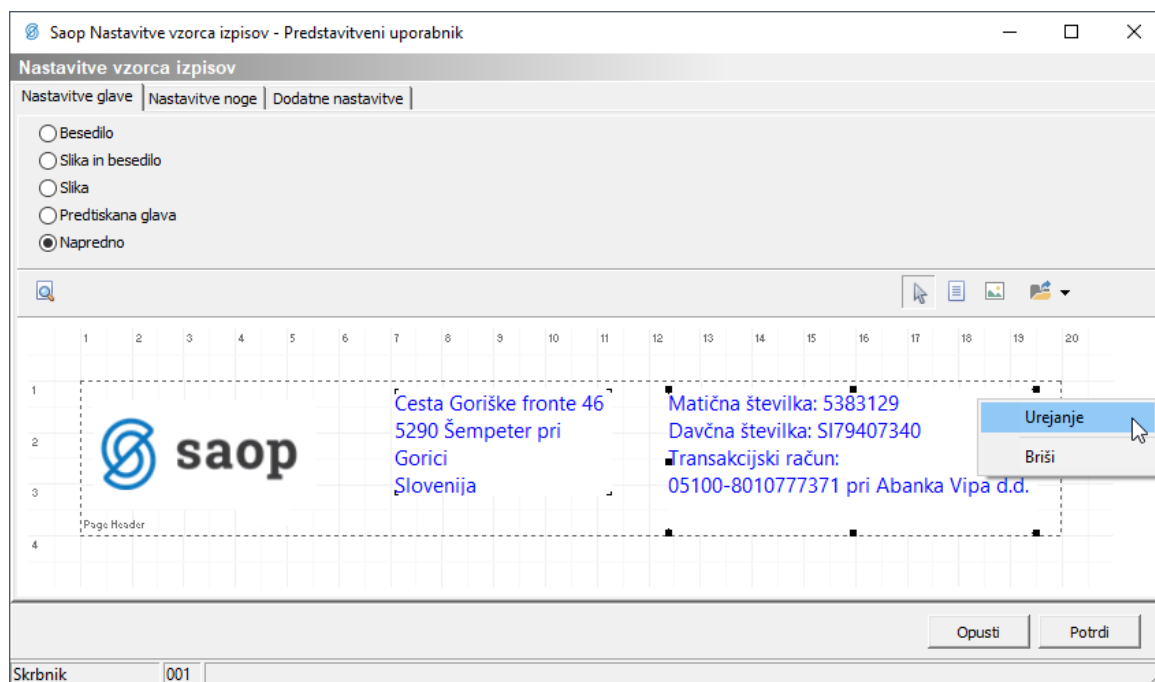 Saop Nastavitve vzorca izpisov - Predstavitveni uporabnik
Nastavitve vzorca izpisov
Nastavitve glave Nastavitve noge Dodatne nastavitve
Besedilo
Slika in besedilo
Slika
Predtiskana glava
Napredno
1 2 3 4 5 6 7 8 9 10 11 12 13 14 15 16 17 18 19 20
1
2
3
4
saop
Cesta Goriške fronte 46
5290 Šempeter pri
Gorici
Slovenija
Matična številka: 5383129
Davčna številka: SI79407340
Transakcijski račun:
05100-8010777371 pri Abanka Vipa d.d.
Urejanje
Briši
Page Header
Opusti Potrdi
Skrbnik 001